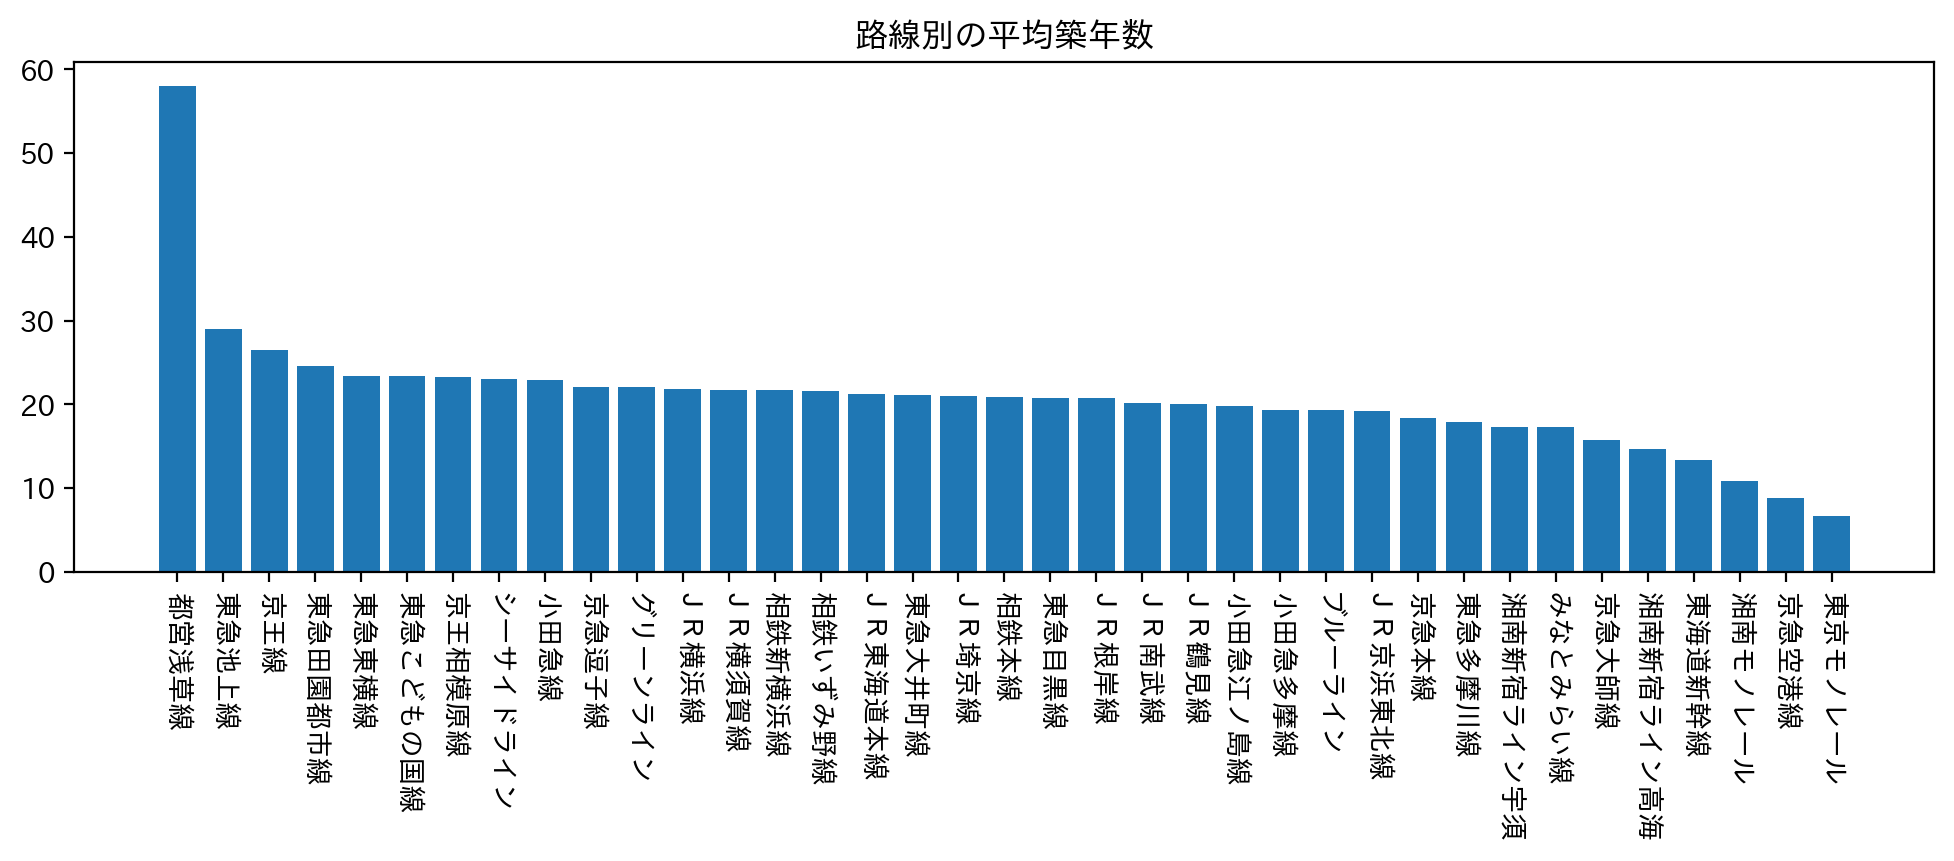 路線別の平均築年数
60
50
40
30
20
10
0
都営浅草線
東急池上線
京王線
東急田園都市線
東急東横線
東急こどもの国線
京王相模原線
シーサイドライン
小田急線
京急逗子線
グリーンライン
ＪＲ横浜線
ＪＲ横須賀線
相鉄新横浜線
相鉄いずみ野線
ＪＲ東海道本線
東急大井町線
ＪＲ埼京線
相鉄本線
東急目黒線
ＪＲ根岸線
ＪＲ南武線
ＪＲ鶴見線
小田急江ノ島線
小田急多摩線
ブルーライン
ＪＲ京浜東北線
京急本線
東急多摩川線
湘南新宿ライン宇須
みなとみらい線
京急大師線
湘南新宿ライン高海
東海道新幹線
湘南モノレール
京急空港線
東京モノレール